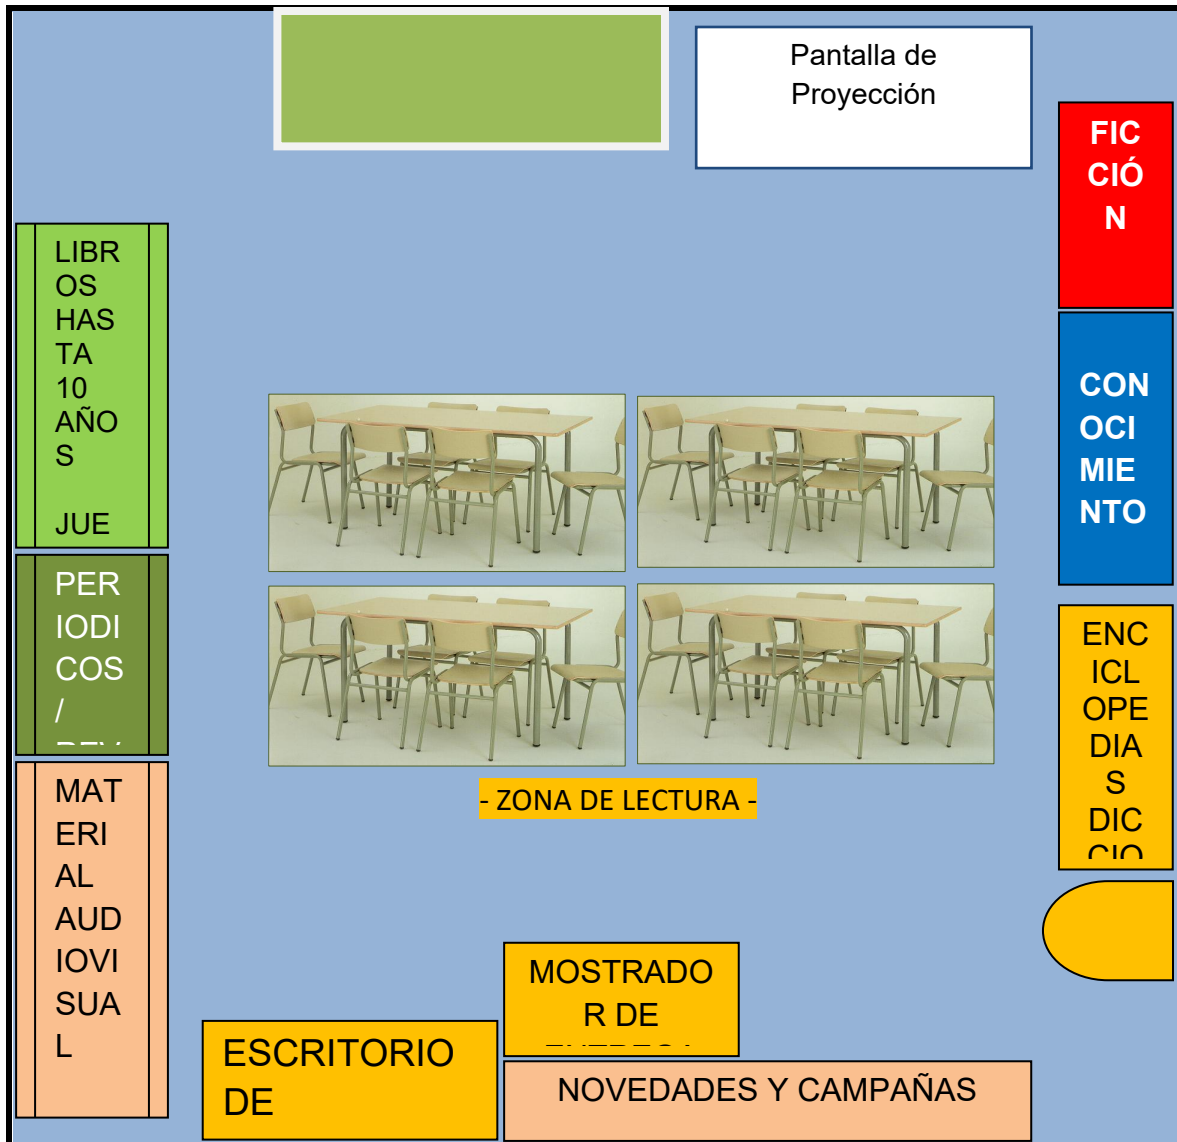 Pantalla de
Proyección
FIC
CIÓ
N
LIBR
OS
HAS
TA
10
AÑO
S
JUE
CON
OCI
MIE
NTO
PER
IODI
COS
/
ENC
ICL
OPE
DIA
S
DIC
CIO
MAT
ERI
AL
AUD
IOVI
SUA
L
- ZONA DE LECTURA -
MOSTRADO
R DE
ESCRITORIO
DE
NOVEDADES Y CAMPAÑAS